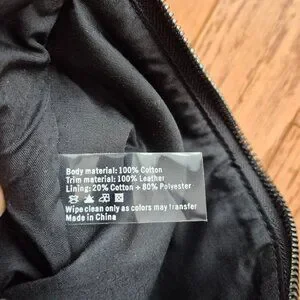 Body material: 100% Cotton
Trim material: 100% Leather
Lining: 20% Cotton + 80% Polyester
Wipe clean only as colors may transfer
Made in China